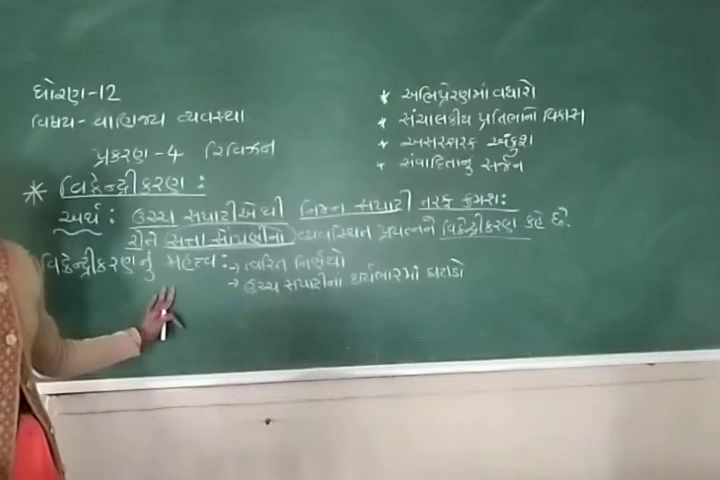 ધોરણ-12
વિષય- વાણિજ્ય વ્યવસ્થા
પ્રકરણ-4 રિવિઝન
* વિકેન્દ્રીકરણ :
અર્થ : ઉચ્ચ સપાટીએથી નિમ્ન સપાટી તરફ ક્રમશઃ
રીતે સત્તા સોંપણીના વ્યવસ્થિત પ્રયત્નને વિકેન્દ્રીકરણ કહે છે.
વિકેન્દ્રીકરણનું મહત્વ : → ત્વરિત નિર્ણયો
→ ઉચ્ચ સપાટીનાં કાર્યભારમાં ઘટાડો
* અભિપ્રેરણમાં વધારો
* સંચાલકીય પ્રતિભાનો વિકાસ
* અસરકારક અંકુશ
* સંવાદિતાનુ સર્જન